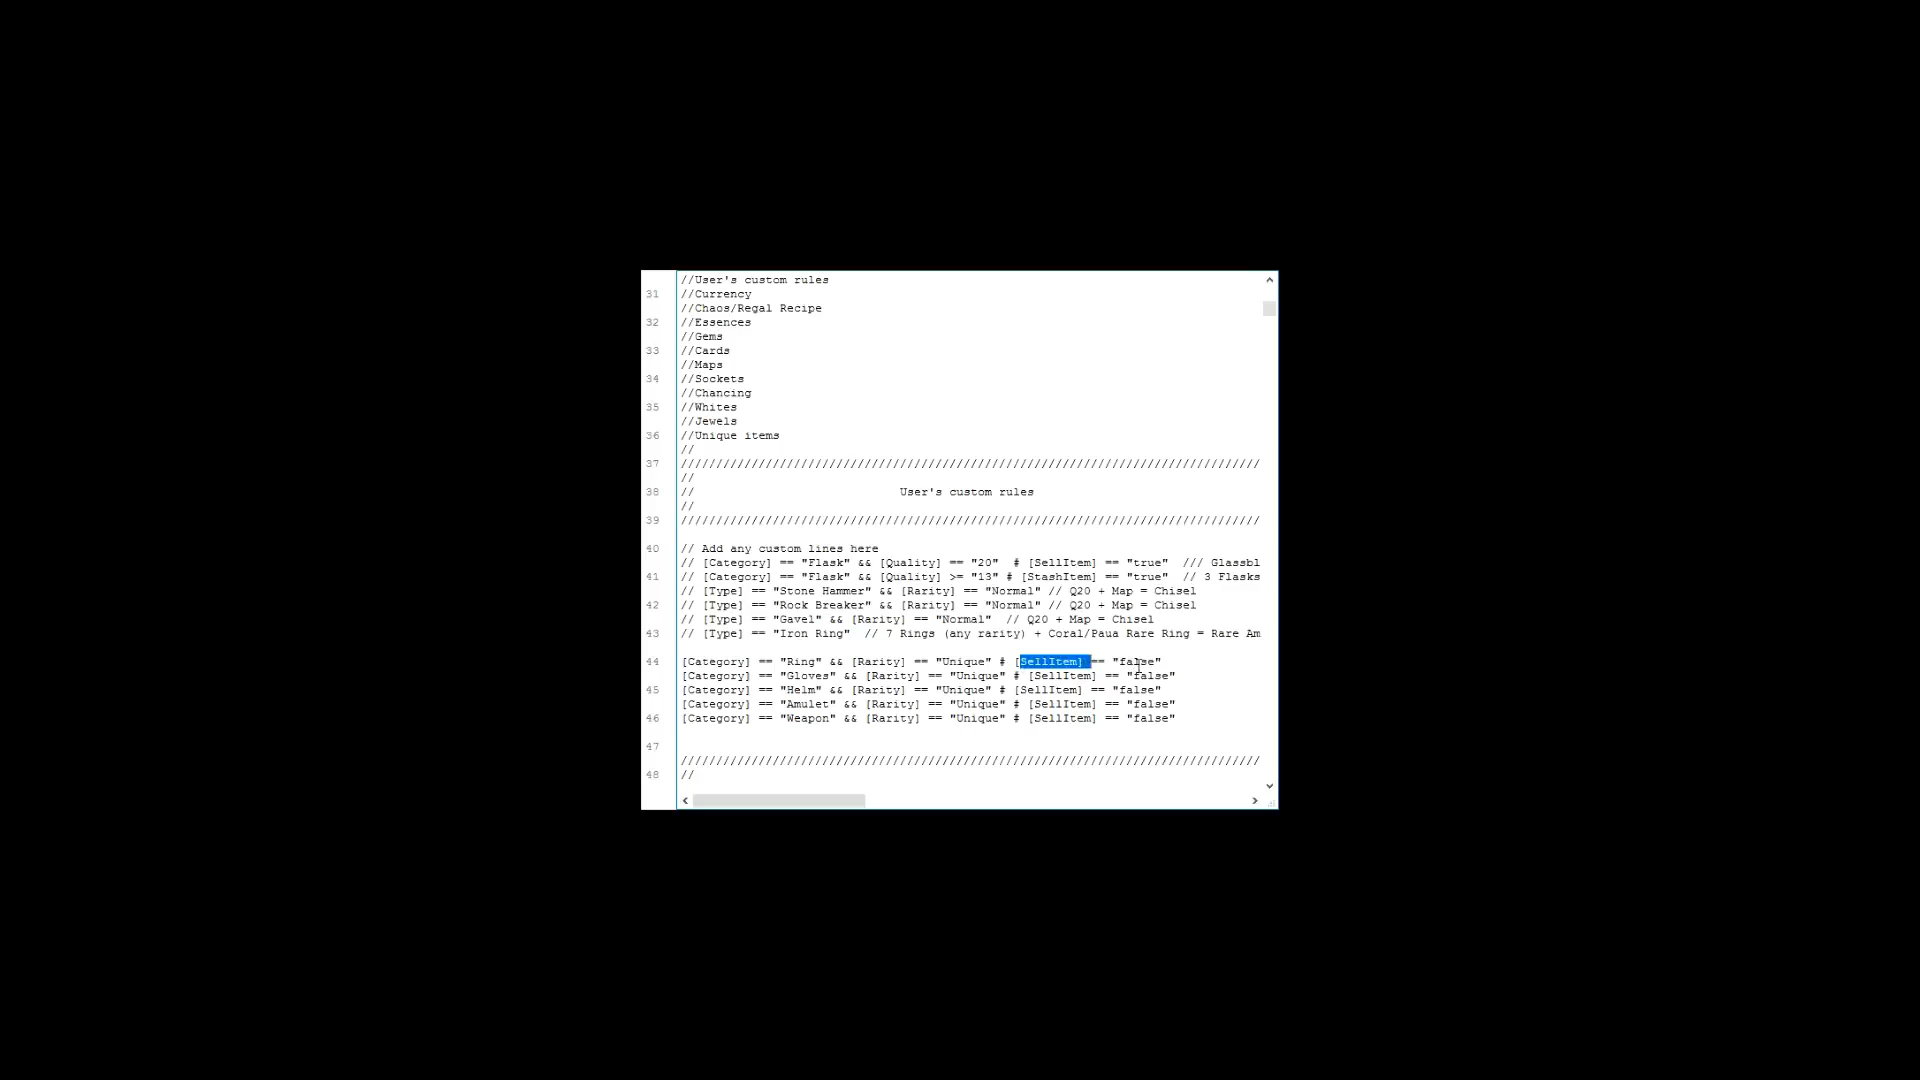 //User's custom rules
31 //Currency
//Chaos/Regal Recipe
32 //Essences
//Gems
33 //Cards
//Maps
34 //Sockets
//Chancing
35 //Whites
//Jewels
36 //Unique items
//
37 //////////////////////////////////////////////////////////////////////////////////
//
38 // User's custom rules
//
39 //////////////////////////////////////////////////////////////////////////////////
40 // Add any custom lines here
// [Category] == "Flask" && [Quality] == "20"  # [SellItem] == "true"  /// Glassbl
41 // [Category] == "Flask" && [Quality] >= "13" # [StashItem] == "true"  // 3 Flasks
// [Type] == "Stone Hammer" && [Rarity] == "Normal" // Q20 + Map = Chisel
42 // [Type] == "Rock Breaker" && [Rarity] == "Normal" // Q20 + Map = Chisel
// [Type] == "Gavel" && [Rarity] == "Normal"  // Q20 + Map = Chisel
43 // [Type] == "Iron Ring"  // 7 Rings (any rarity) + Coral/Paua Rare Ring = Rare Am
44 [Category] == "Ring" && [Rarity] == "Unique" # [SellItem] == "false"
[Category] == "Gloves" && [Rarity] == "Unique" # [SellItem] == "false"
45 [Category] == "Helm" && [Rarity] == "Unique" # [SellItem] == "false"
[Category] == "Amulet" && [Rarity] == "Unique" # [SellItem] == "false"
46 [Category] == "Weapon" && [Rarity] == "Unique" # [SellItem] == "false"
47
//////////////////////////////////////////////////////////////////////////////////
48 //